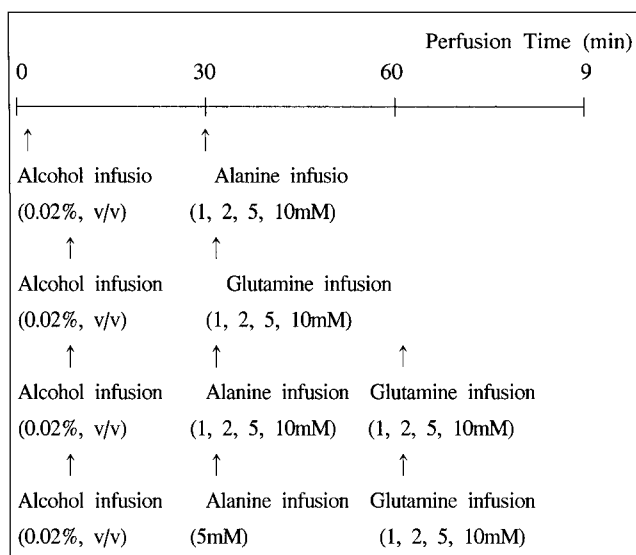 Perfusion Time (min)
0 30 60 9
Alcohol infusio Alanine infusio
(0.02%, v/v) (1, 2, 5, 10mM)
Alcohol infusion Glutamine infusion
(0.02%, v/v) (1, 2, 5, 10mM)
Alcohol infusion Alanine infusion Glutamine infusion
(0.02%, v/v) (1, 2, 5, 10mM) (1, 2, 5, 10mM)
Alcohol infusion Alanine infusion Glutamine infusion
(0.02%, v/v) (5mM) (1, 2, 5, 10mM)